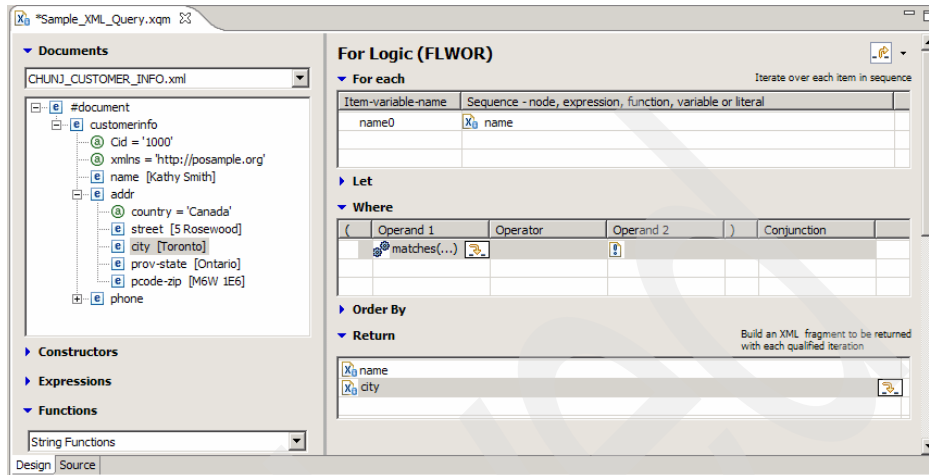 *Sample_XML_Query.xqm
Documents
CHUNJ_CUSTOMER_INFO.xml
#document
customerinfo
Cid = '1000'
xmlns = 'http://posample.org'
name [Kathy Smith]
addr
country = 'Canada'
street [5 Rosewood]
city [Toronto]
prov-state [Ontario]
pcode-zip [M6W 1E6]
phone
Constructors
Expressions
Functions
String Functions
Design Source
For Logic (FLWOR)
For each
Iterate over each item in sequence
Item-variable-name Sequence - node, expression, function, variable or literal
name0 name
Let
Where
( Operand 1 Operator Operand 2 ) Conjunction
matches(...)
Order By
Return
Build an XML fragment to be returned
with each qualified iteration
name
city